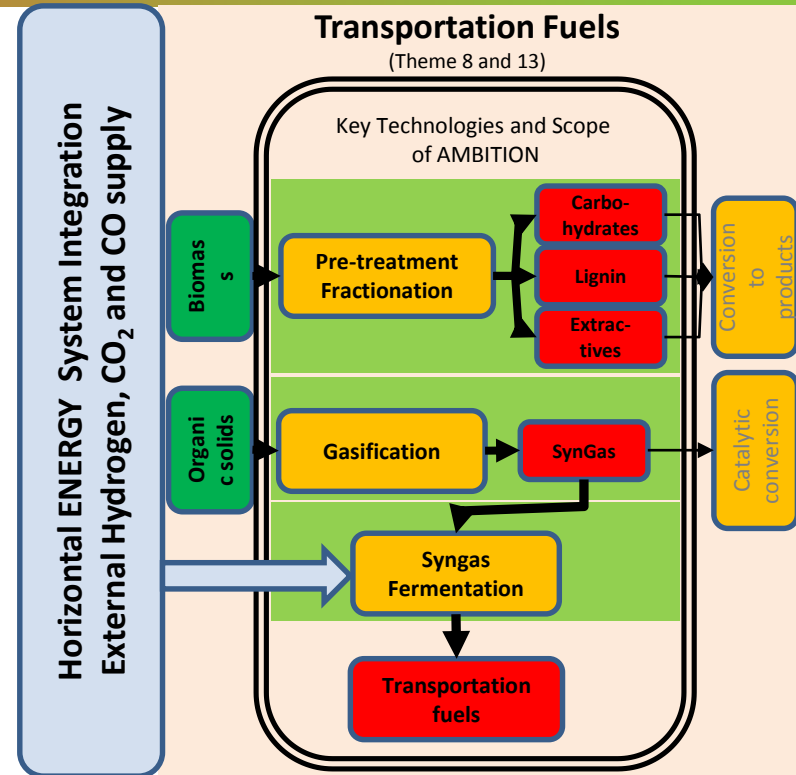 Transportation Fuels
(Theme 8 and 13)
Horizontal ENERGY System Integration
External Hydrogen, CO₂ and CO supply
Key Technologies and Scope
of AMBITION
Biomas
s
Pre-treatment
Fractionation
Carbo-
hydrates
Lignin
Extrac-
tives
Conversion
to
products
Organi
c solids
Gasification
SynGas
Catalytic
conversion
Syngas
Fermentation
Transportation
fuels